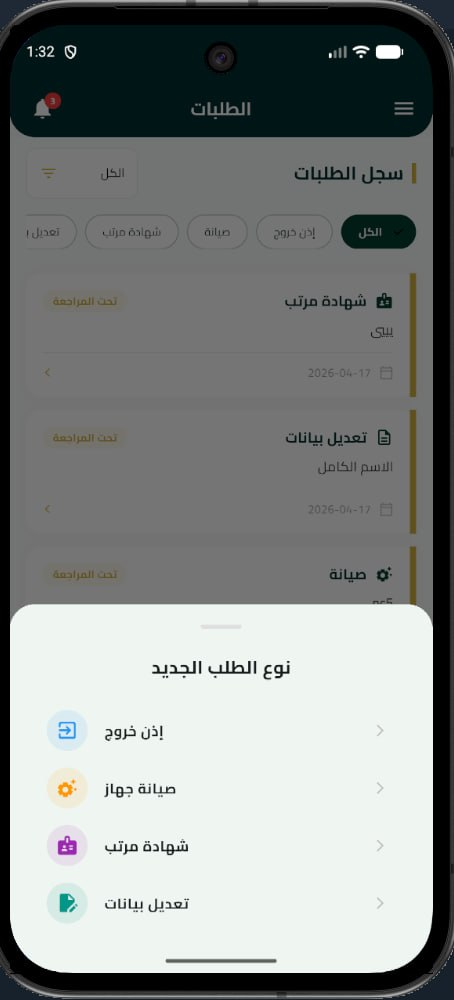 1:32
3
الطلبات
سجل الطلبات
الكل
الكل
إذن خروج
صيانة
شهادة مرتب
تعديل
شهادة مرتب
تحت المراجعة
2026-04-17
تعديل بيانات
تحت المراجعة
الاسم الكامل
2026-04-17
صيانة
تحت المراجعة
نوع الطلب الجديد
إذن خروج
صيانة جهاز
شهادة مرتب
تعديل بيانات